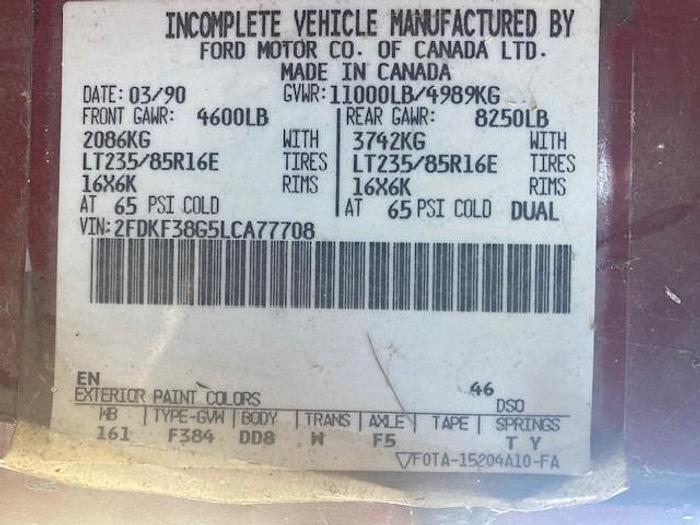 INCOMPLETE VEHICLE MANUFACTURED BY
FORD MOTOR CO. OF CANADA LTD.
MADE IN CANADA
DATE: 03/90 GVWR: 11000LB/4989KG
FRONT GAWR: 4600LB REAR GAWR: 8250LB
2086KG WITH 3742KG WITH
LT235/85R16E TIRES LT235/85R16E TIRES
16X6K RIMS 16X6K RIMS
AT 65 PSI COLD AT 65 PSI COLD DUAL
VIN: 2FDKF38G5LCA77708
EN 46
EXTERIOR PAINT COLORS DSO
WB TYPE-GVW BODY TRANS AXLE TAPE SPRINGS
161 F384 DD8 W F5 T Y
▽F0TA-15204A10-FA